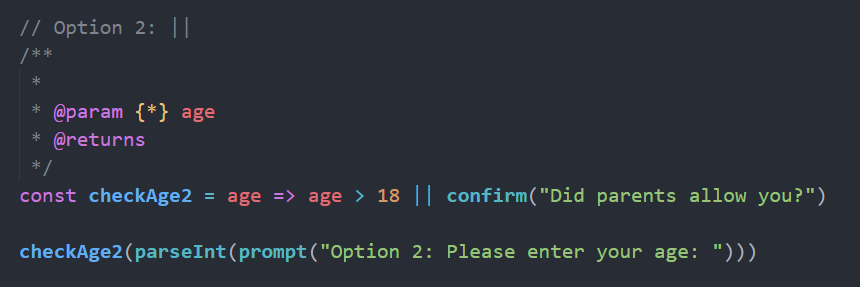 // Option 2: ||
/**
 *
 * @param {*} age
 * @returns
 */
const checkAge2 = age => age > 18 || confirm("Did parents allow you?")
checkAge2(parseInt(prompt("Option 2: Please enter your age: ")))